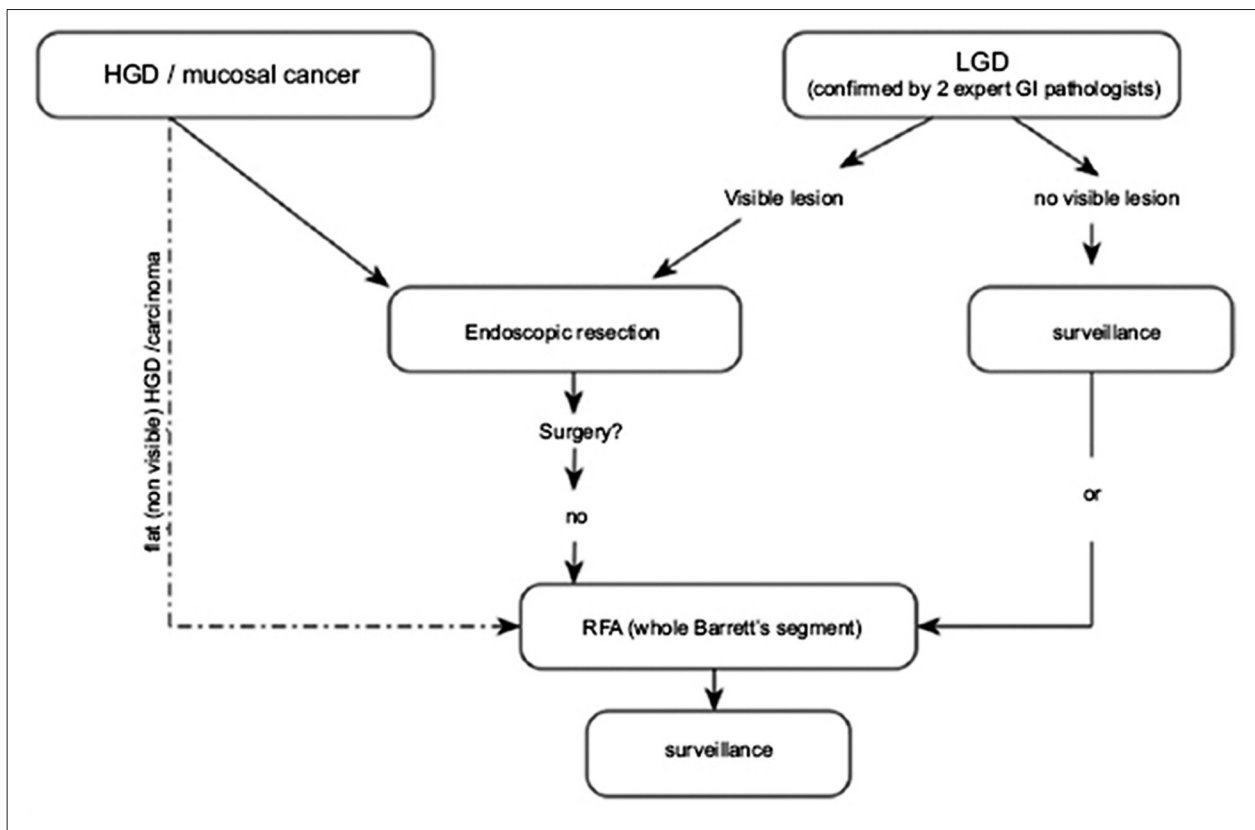 HGD / mucosal cancer
LGD
(confirmed by 2 expert GI pathologists)
Visible lesion
no visible lesion
flat (non visible) HGD /carcinoma
Endoscopic resection
surveillance
Surgery?
or
no
RFA (whole Barrett's segment)
surveillance